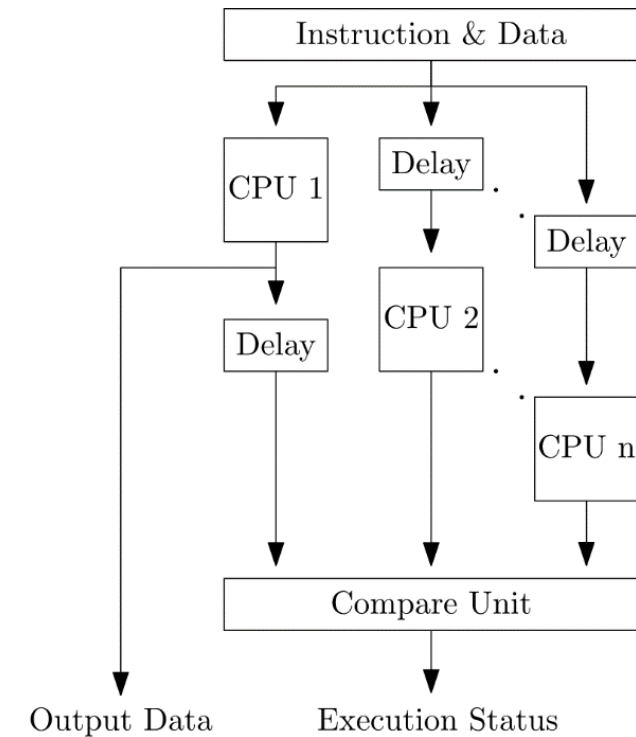 Instruction & Data
CPU 1
Delay
Delay
CPU 2
Delay
CPU n
Compare Unit
Output Data
Execution Status